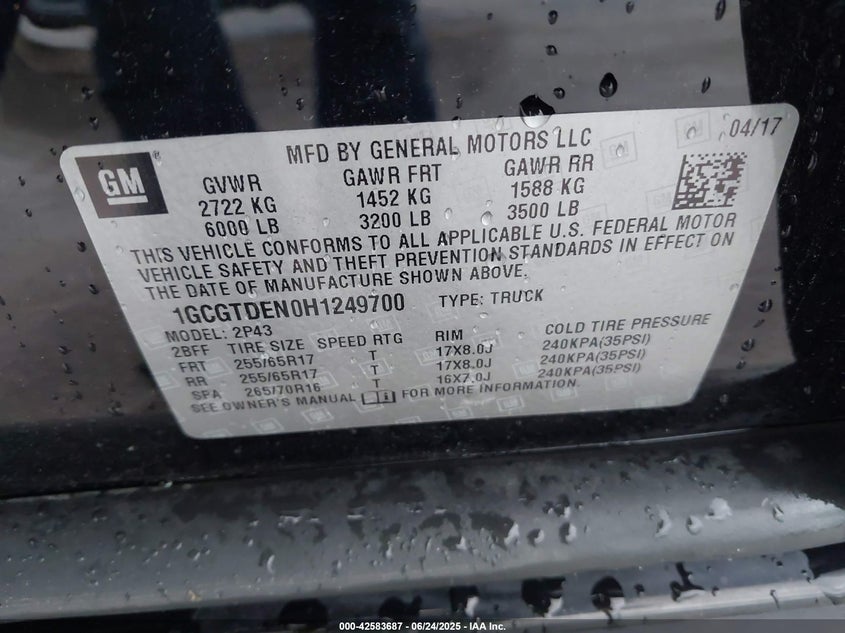 GM
MFD BY GENERAL MOTORS LLC
04/17
GVWR GAWR FRT GAWR RR
2722 KG 1452 KG 1588 KG
6000 LB 3200 LB 3500 LB
THIS VEHICLE CONFORMS TO ALL APPLICABLE U.S. FEDERAL MOTOR
VEHICLE SAFETY AND THEFT PREVENTION STANDARDS IN EFFECT ON
THE DATE OF MANUFACTURE SHOWN ABOVE.
1GCGTDEN0H1249700 TYPE: TRUCK
MODEL: 2P43
2BFF TIRE SIZE SPEED RTG RIM COLD TIRE PRESSURE
FRT 255/65R17 T 17X8.0J 240KPA(35PSI)
RR 255/65R17 T 17X8.0J 240KPA(35PSI)
SPA 265/70R16 T 16X7.0J 240KPA(35PSI)
SEE OWNER'S MANUAL FOR MORE INFORMATION.
000-42583687 - 06/24/2025 - IAA Inc.